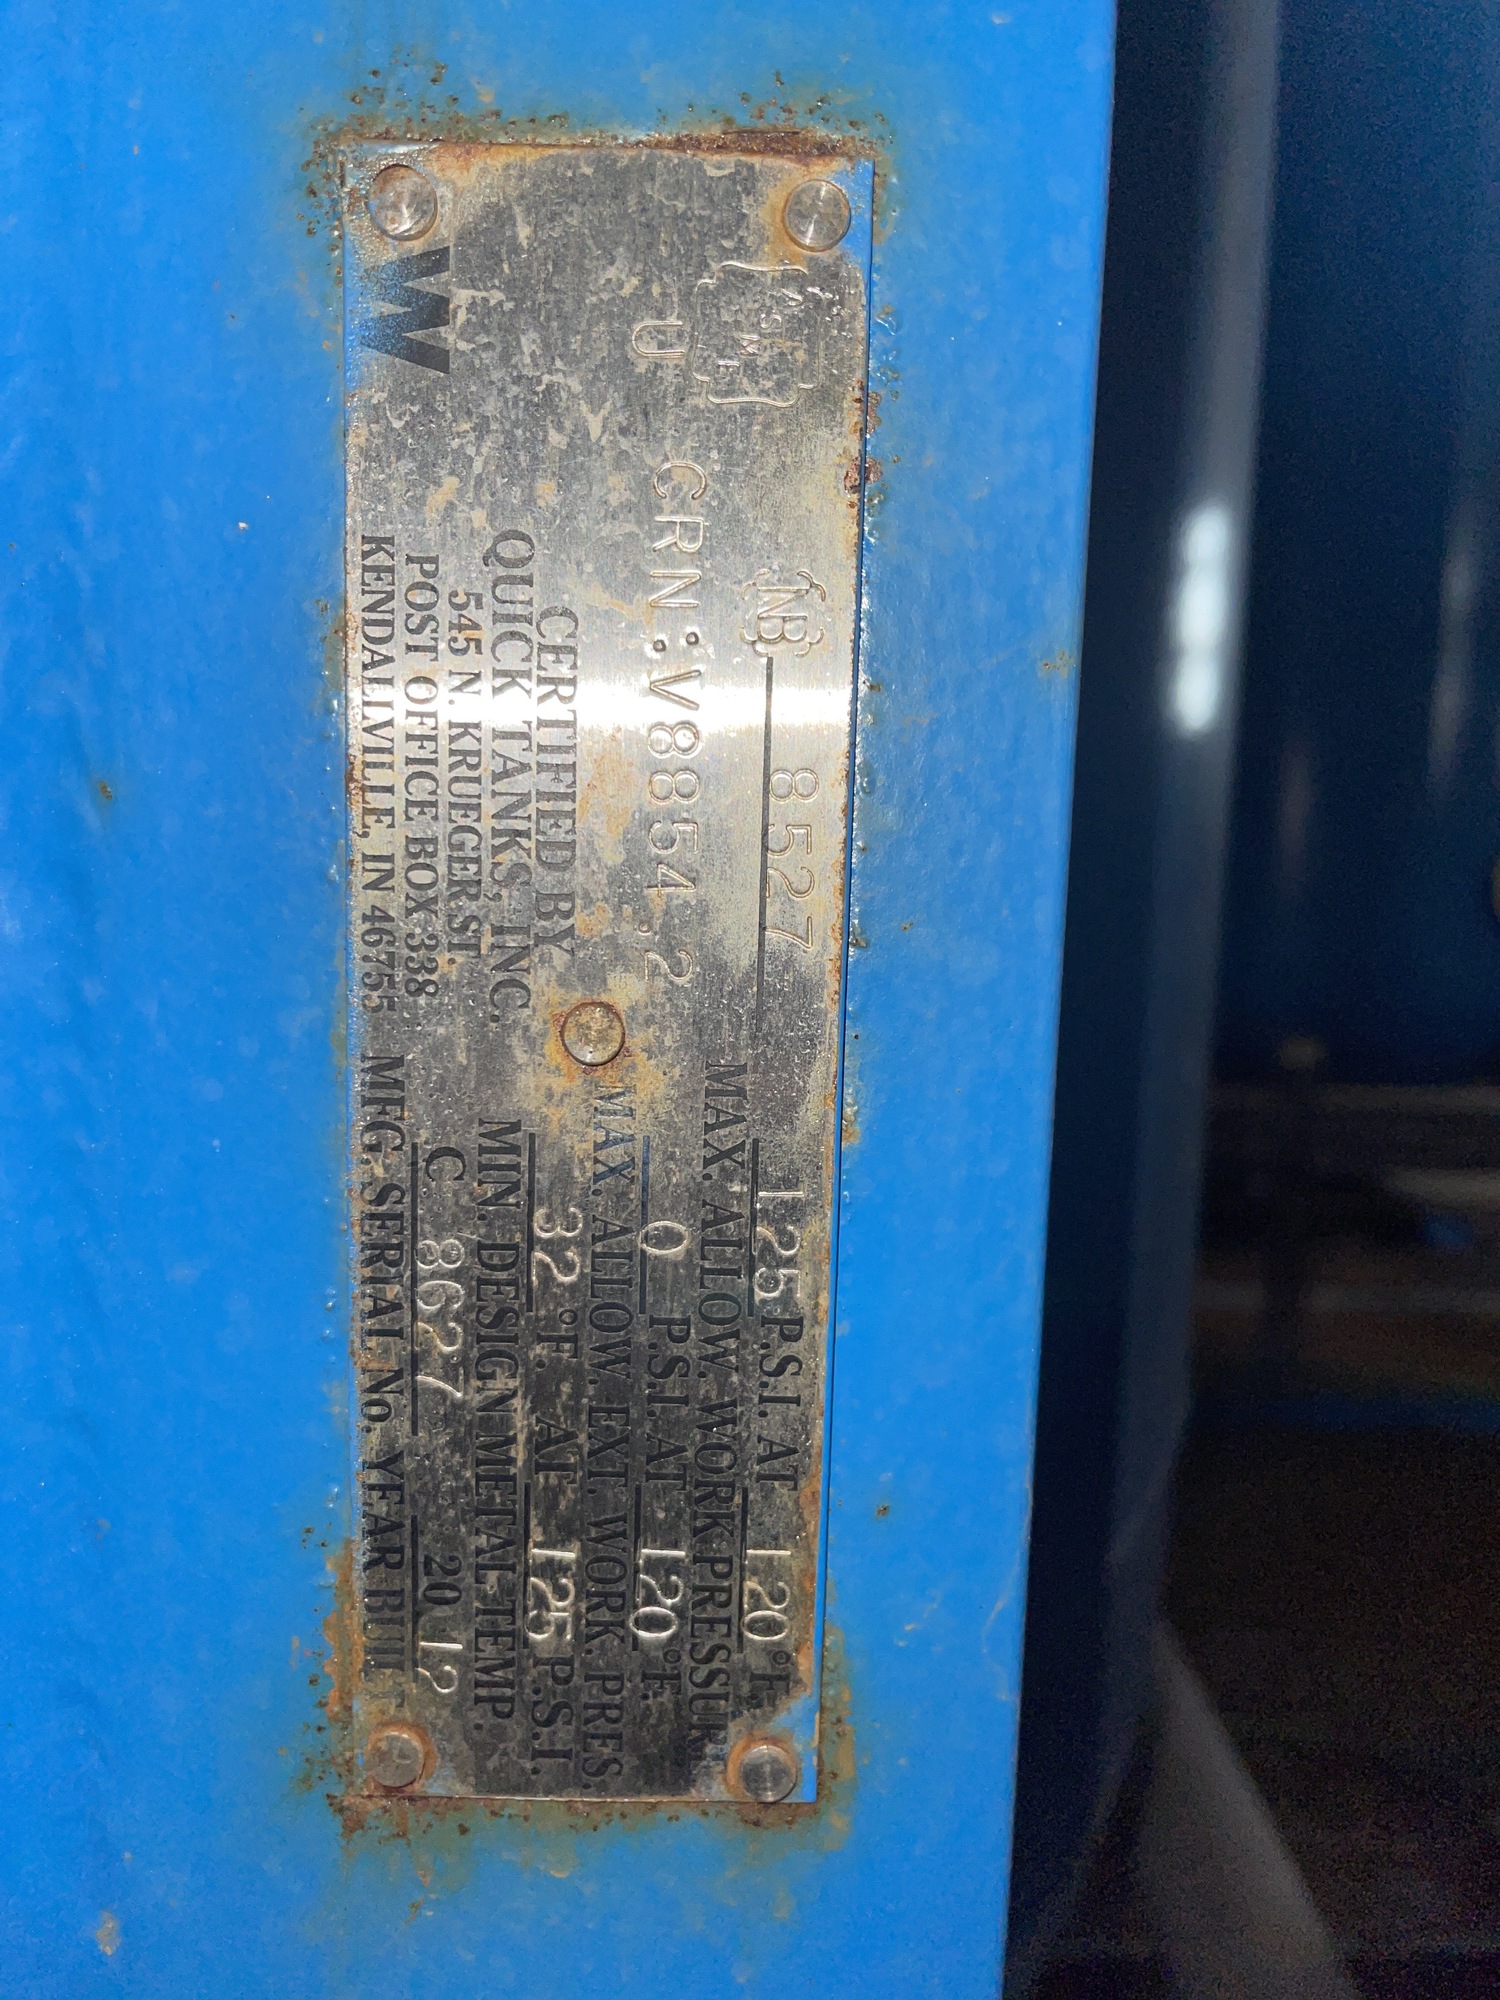 ASME
U
W
NB 8527
CRN:V8854.2
CERTIFIED BY
QUICK TANKS, INC.
545 N. KRUEGER ST.
POST OFFICE BOX 338
KENDALLVILLE, IN 46755
125 P.S.I. AT 120 °F.
MAX. ALLOW. WORK PRESSURE
0 P.S.I. AT 120 °F.
MAX. ALLOW. EXT. WORK. PRES.
32 °F. AT 125 P.S.I.
MIN. DESIGN METAL TEMP.
C 8627 2012
MFG. SERIAL No. YEAR BUILT